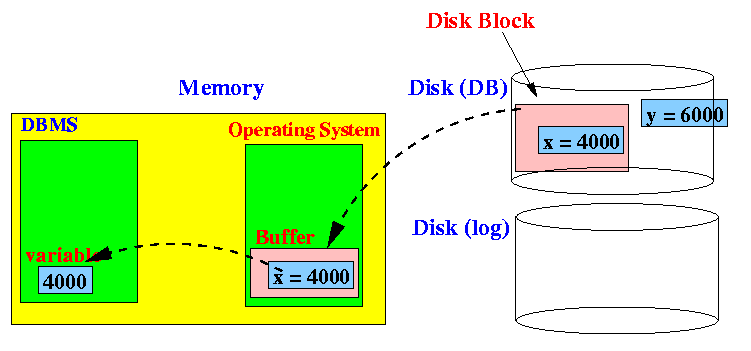 Disk Block
Memory
Disk (DB)
DBMS
Operating System
y = 6000
x = 4000
Disk (log)
Buffer
variable
4000
x = 4000